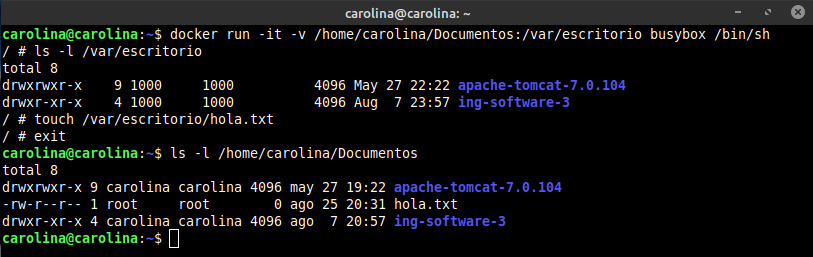 carolina@carolina: ~
carolina@carolina:~$ docker run -it -v /home/carolina/Documentos:/var/escritorio busybox /bin/sh
/ # ls -l /var/escritorio
total 8
drwxrwxr-x    9 1000     1000          4096 May 27 22:22 apache-tomcat-7.0.104
drwxr-xr-x    4 1000     1000          4096 Aug  7 23:57 ing-software-3
/ # touch /var/escritorio/hola.txt
/ # exit
carolina@carolina:~$ ls -l /home/carolina/Documentos
total 8
drwxrwxr-x 9 carolina carolina 4096 may 27 19:22 apache-tomcat-7.0.104
-rw-r--r-- 1 root     root        0 ago 25 20:31 hola.txt
drwxr-xr-x 4 carolina carolina 4096 ago  7 20:57 ing-software-3
carolina@carolina:~$